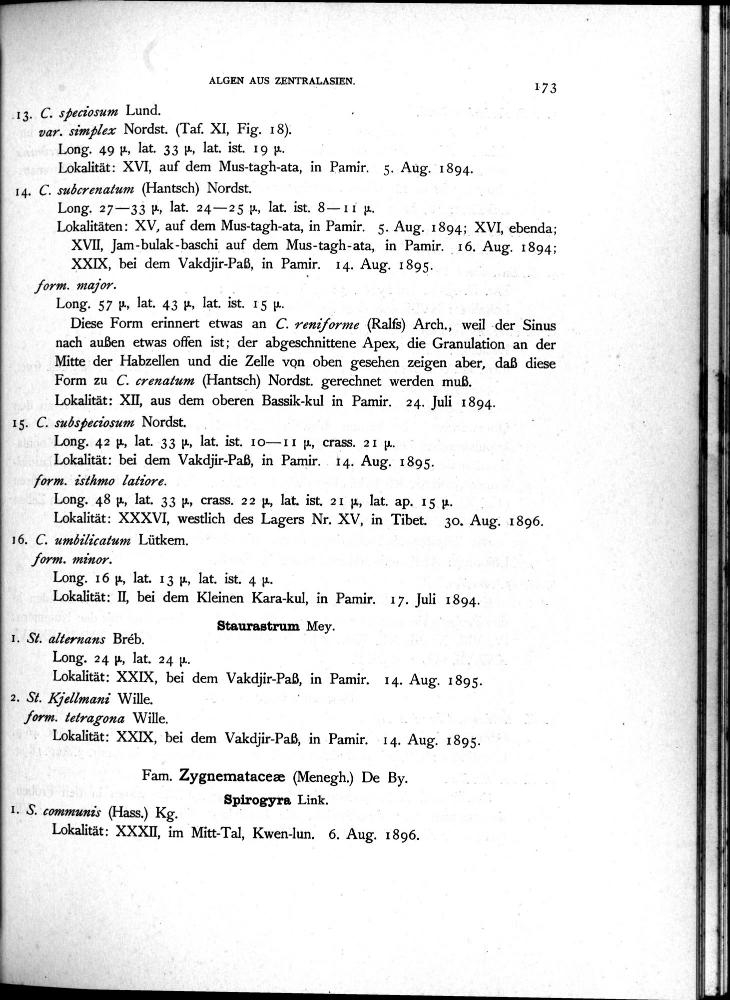 ALGEN AUS ZENTRALASIEN.
173
13. C. speciosum Lund.
var. simplex Nordst. (Taf. XI, Fig. 18).
Long. 49 µ, lat. 33 µ, lat. ist. 19 µ.
Lokalität: XVI, auf dem Mus-tagh-ata, in Pamir. 5. Aug. 1894.
14. C. subcrenatum (Hantsch) Nordst.
Long. 27—33 µ, lat. 24—25 µ, lat. ist. 8—11 µ.
Lokalitäten: XV, auf dem Mus-tagh-ata, in Pamir. 5. Aug. 1894; XVI, ebenda;
XVII, Jam-bulak-baschi auf dem Mus-tagh-ata, in Pamir. 16. Aug. 1894;
XXIX, bei dem Vakdjir-Paß, in Pamir. 14. Aug. 1895.
form. major.
Long. 57 µ, lat. 43 µ, lat. ist. 15 µ.
Diese Form erinnert etwas an C. reniforme (Ralfs) Arch., weil der Sinus
nach außen etwas offen ist; der abgeschnittene Apex, die Granulation an der
Mitte der Habzellen und die Zelle von oben gesehen zeigen aber, daß diese
Form zu C. crenatum (Hantsch) Nordst. gerechnet werden muß.
Lokalität: XII, aus dem oberen Bassik-kul in Pamir. 24. Juli 1894.
15. C. subspeciosum Nordst.
Long. 42 µ, lat. 33 µ, lat. ist. 10—11 µ, crass. 21 µ.
Lokalität: bei dem Vakdjir-Paß, in Pamir. 14. Aug. 1895.
form. isthmo latiore.
Long. 48 µ, lat. 33 µ, crass. 22 µ, lat. ist. 21 µ, lat. ap. 15 µ.
Lokalität: XXXVI, westlich des Lagers Nr. XV, in Tibet. 30. Aug. 1896.
16. C. umbilicatum Lütkem.
form. minor.
Long. 16 µ, lat. 13 µ, lat. ist. 4 µ.
Lokalität: II, bei dem Kleinen Kara-kul, in Pamir. 17. Juli 1894.
Staurastrum Mey.
1. St. alternans Bréb.
Long. 24 µ, lat. 24 µ.
Lokalität: XXIX, bei dem Vakdjir-Paß, in Pamir. 14. Aug. 1895.
2. St. Kjellmani Wille.
form. tetragona Wille.
Lokalität: XXIX, bei dem Vakdjir-Paß, in Pamir. 14. Aug. 1895.
Fam. Zygnemataceæ (Menegh.) De By.
Spirogyra Link.
1. S. communis (Hass.) Kg.
Lokalität: XXXII, im Mitt-Tal, Kwen-lun. 6. Aug. 1896.